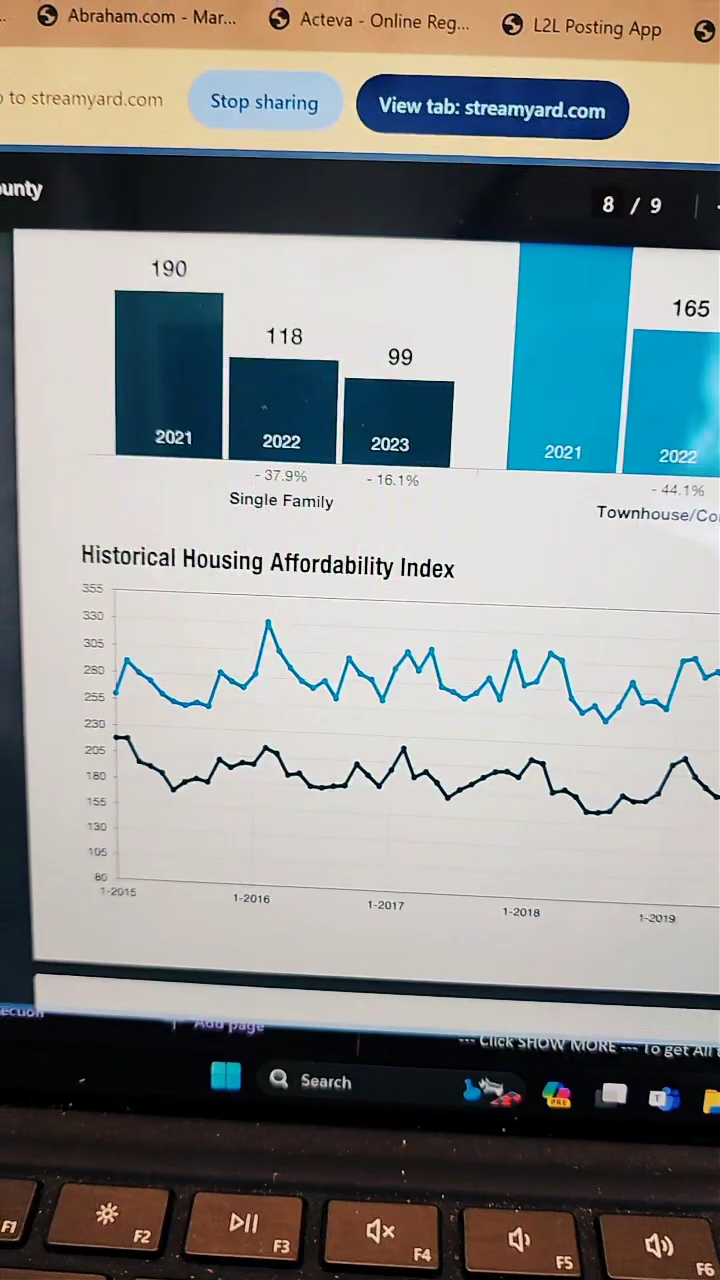 Abraham.com - Mar... Acteva - Online Reg... L2L Posting App
to streamyard.com Stop sharing View tab: streamyard.com
ounty
8 / 9
190
118
99
165
2021 2022 2023 2021 2022
- 37.9% - 16.1% - 44.1%
Single Family Townhouse/Co
Historical Housing Affordability Index
355
330
305
280
255
230
205
180
155
130
105
80
1-2015 1-2016 1-2017 1-2018 1-2019
Add page
--- Click SHOW MORE --- To get All
Search
PRE
T
F1 F2 F3 F4 F5 F6